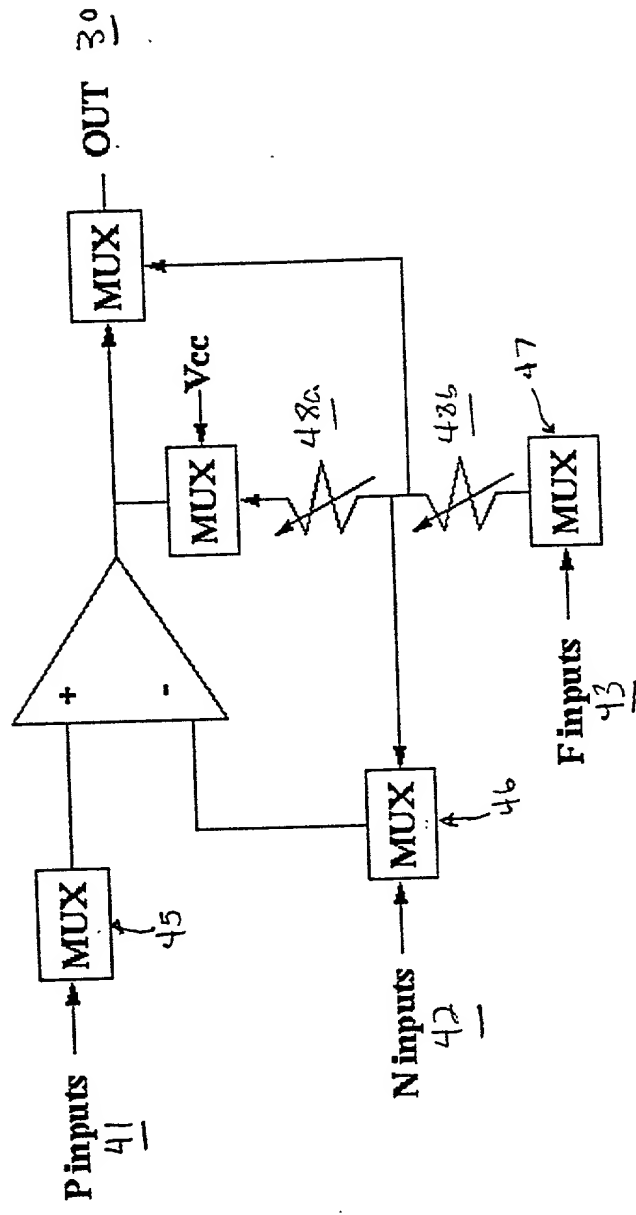 P inputs
41
MUX
45
N inputs
42
MUX
46
+
-
MUX
Vcc
48a
48b
F inputs
43
MUX
47
MUX
OUT 30